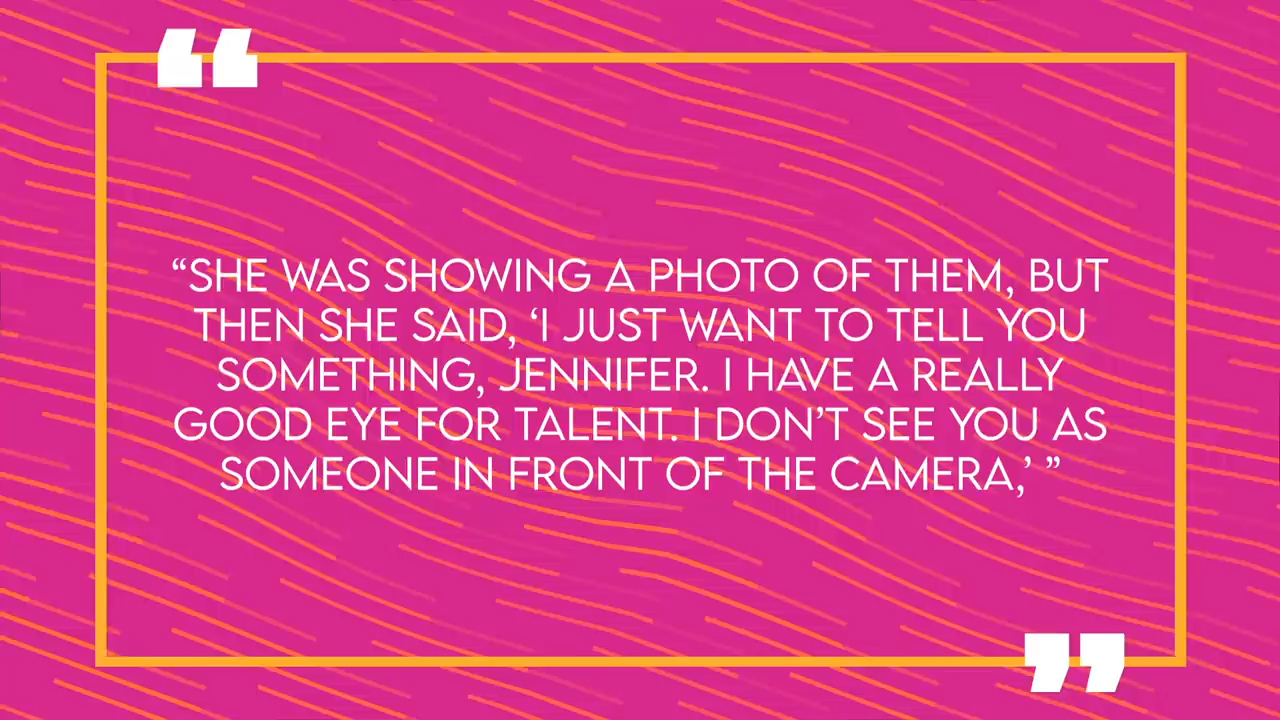 “SHE WAS SHOWING A PHOTO OF THEM, BUT
THEN SHE SAID, ‘I JUST WANT TO TELL YOU
SOMETHING, JENNIFER. I HAVE A REALLY
GOOD EYE FOR TALENT. I DON’T SEE YOU AS
SOMEONE IN FRONT OF THE CAMERA,’ ”